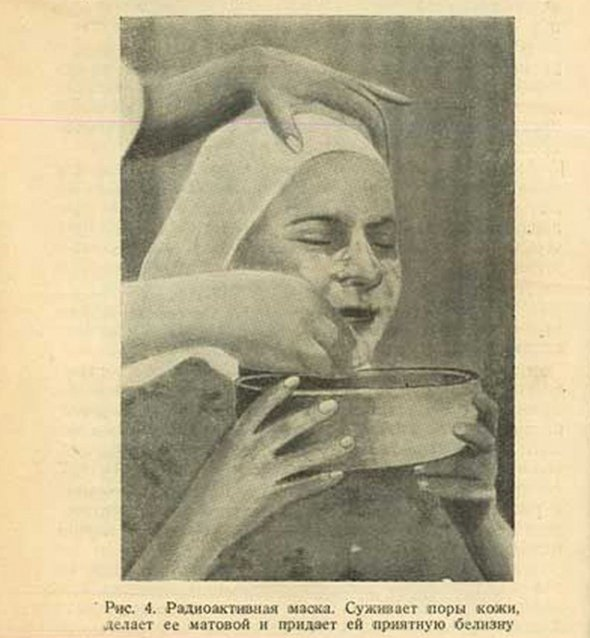 Рис. 4. Радиоактивная маска. Суживает поры кожи,
делает ее матовой и придает ей приятную белизну